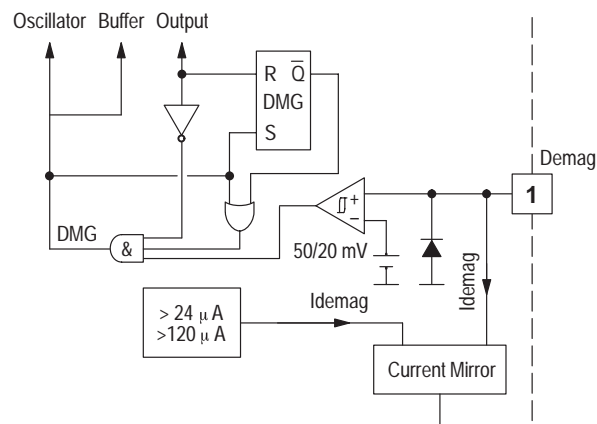 Oscillator Buffer Output
R Q̅
DMG
S
Demag
1
+
−
DMG
&
50/20 mV
Idemag
Idemag
> 24 μ A
>120 μ A
Current Mirror